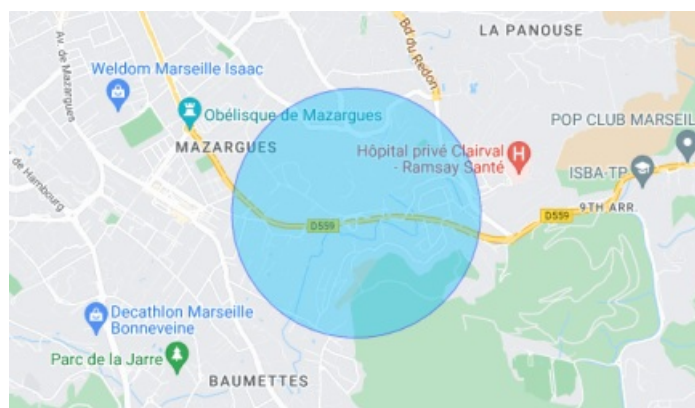 Av. de Mazargues
Bd du Redon
LA PANOUSE
Weldom Marseille Isaac
Obélisque de Mazargues
POP CLUB MARSEIL
MAZARGUES
Hôpital privé Clairval
- Ramsay Santé
ISBA-TP
de Hambourg
9TH ARR.
D559
D559
Decathlon Marseille
Bonneveine
Parc de la Jarre
BAUMETTES